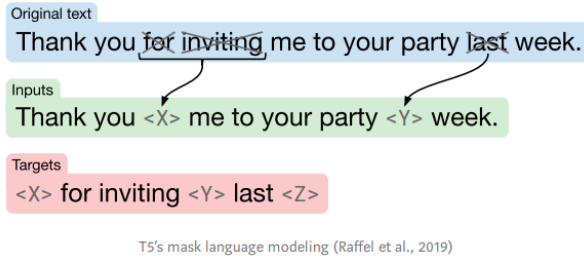 Original text
Thank you for inviting me to your party last week.
Inputs
Thank you <X> me to your party <Y> week.
Targets
<X> for inviting <Y> last <Z>
T5's mask language modeling (Raffel et al., 2019)